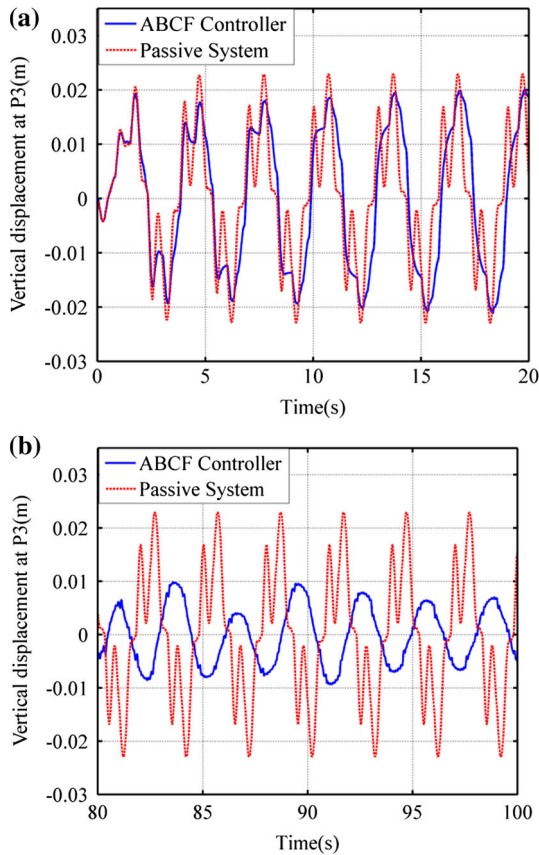 (a)
Vertical displacement at P3(m)
0.03
0.02
0.01
0
-0.01
-0.02
-0.03
ABCF Controller
Passive System
0 5 10 15 20
Time(s)
(b)
Vertical displacement at P3(m)
0.03
0.02
0.01
0
-0.01
-0.02
-0.03
ABCF Controller
Passive System
80 85 90 95 100
Time(s)